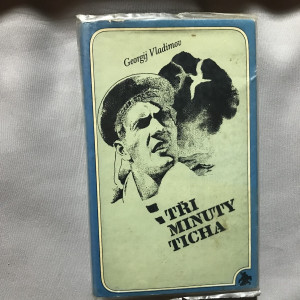 Georgij Vladimov
TŘI
MINUTY
TICHA